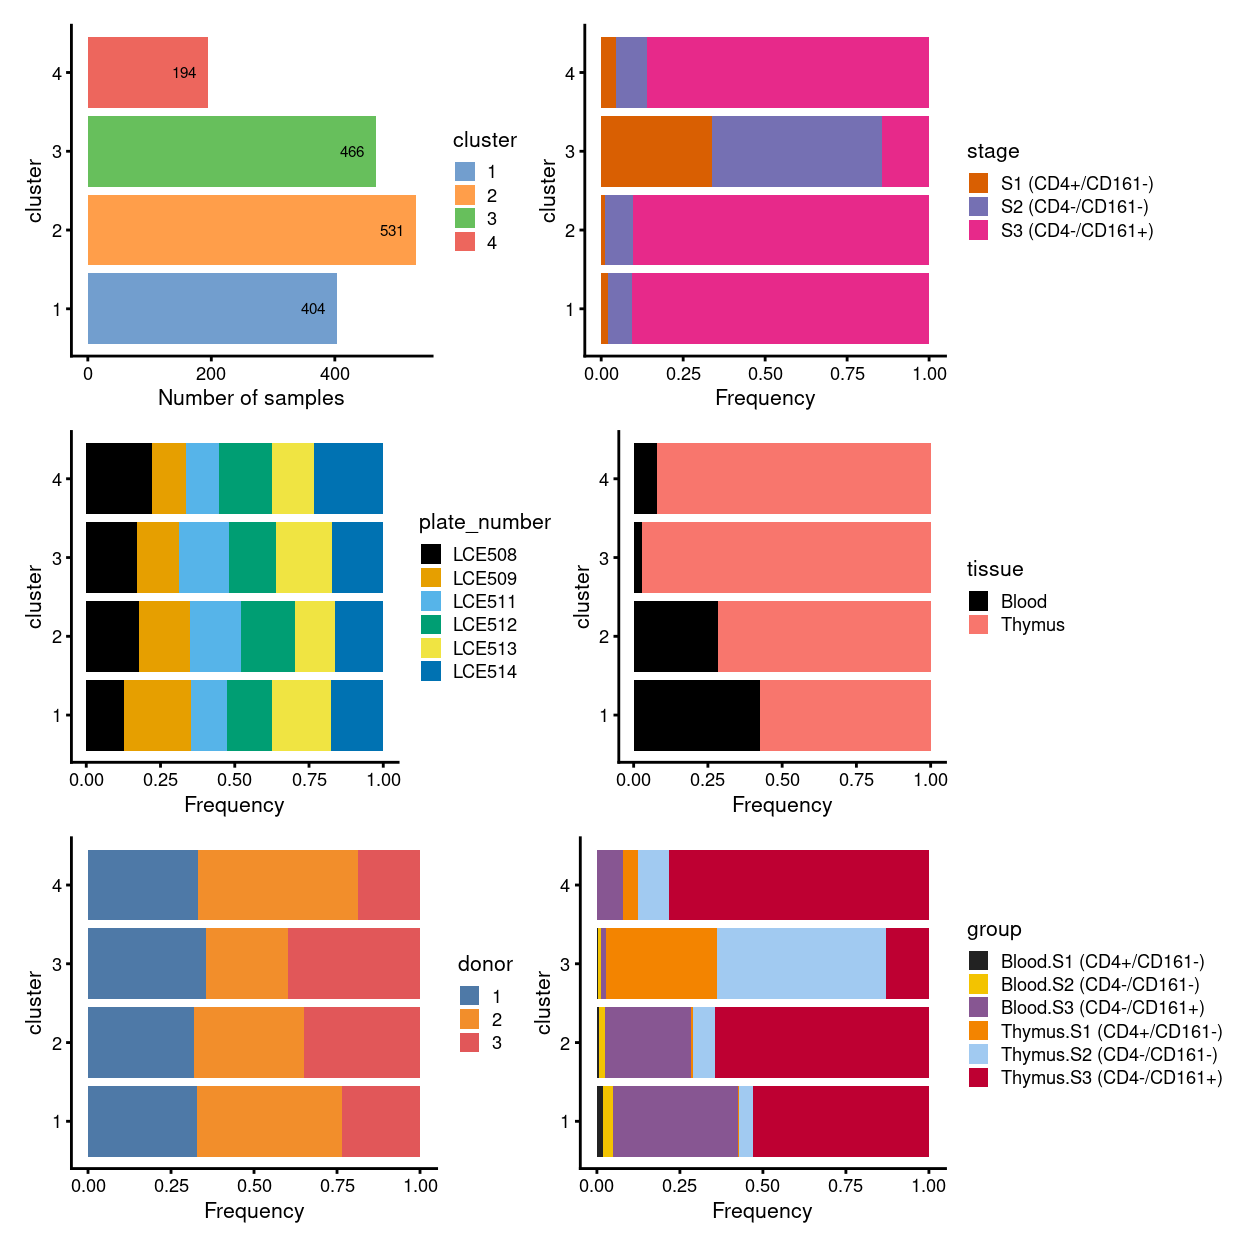 cluster
4
3
2
1
194
466
531
404
0 200 400
Number of samples
cluster
1
2
3
4
cluster
4
3
2
1
0.00 0.25 0.50 0.75 1.00
Frequency
stage
S1 (CD4+/CD161-)
S2 (CD4-/CD161-)
S3 (CD4-/CD161+)
cluster
4
3
2
1
0.00 0.25 0.50 0.75 1.00
Frequency
plate_number
LCE508
LCE509
LCE511
LCE512
LCE513
LCE514
cluster
4
3
2
1
0.00 0.25 0.50 0.75 1.00
Frequency
tissue
Blood
Thymus
cluster
4
3
2
1
0.00 0.25 0.50 0.75 1.00
Frequency
donor
1
2
3
cluster
4
3
2
1
0.00 0.25 0.50 0.75 1.00
Frequency
group
Blood.S1 (CD4+/CD161-)
Blood.S2 (CD4-/CD161-)
Blood.S3 (CD4-/CD161+)
Thymus.S1 (CD4+/CD161-)
Thymus.S2 (CD4-/CD161-)
Thymus.S3 (CD4-/CD161+)